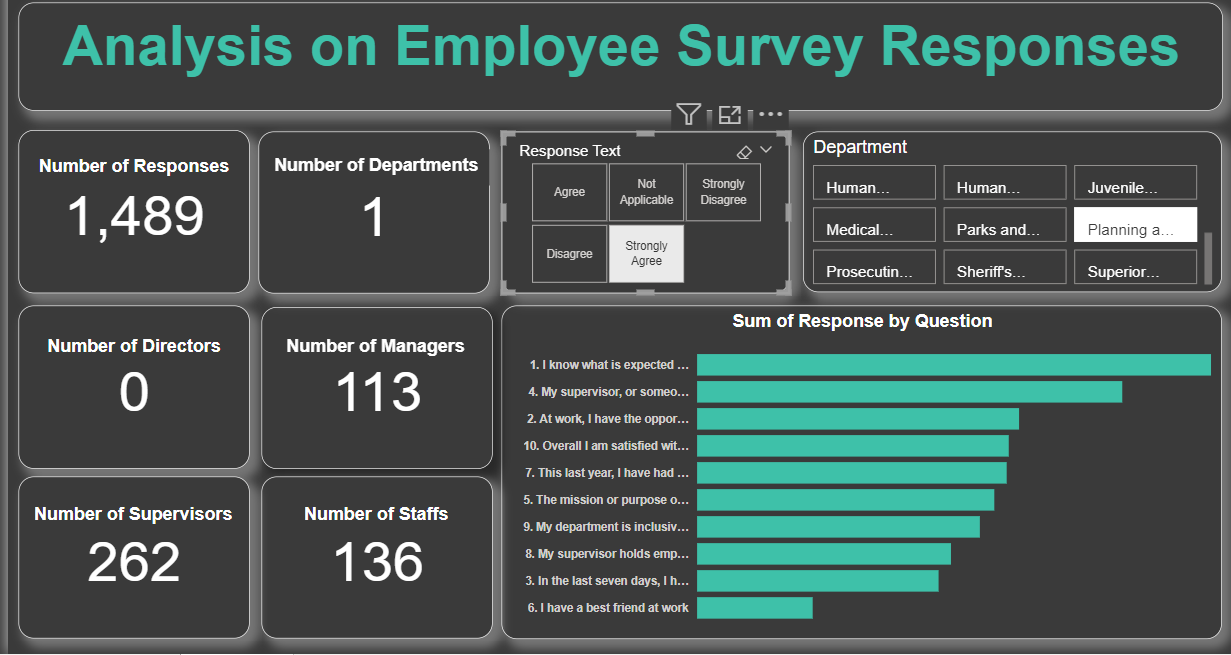 Analysis on Employee Survey Responses
Number of Responses
1,489
Number of Departments
1
Response Text
Agree
Not
Applicable
Strongly
Disagree
Disagree
Strongly
Agree
Department
Human...
Human...
Juvenile...
Medical...
Parks and...
Planning a...
Prosecutin...
Sheriff's...
Superior...
Number of Directors
0
Number of Managers
113
Number of Supervisors
262
Number of Staffs
136
Sum of Response by Question
1. I know what is expected ...
4. My supervisor, or someo...
2. At work, I have the oppor...
10. Overall I am satisfied wit...
7. This last year, I have had ...
5. The mission or purpose o...
9. My department is inclusiv...
8. My supervisor holds emp...
3. In the last seven days, I h...
6. I have a best friend at work